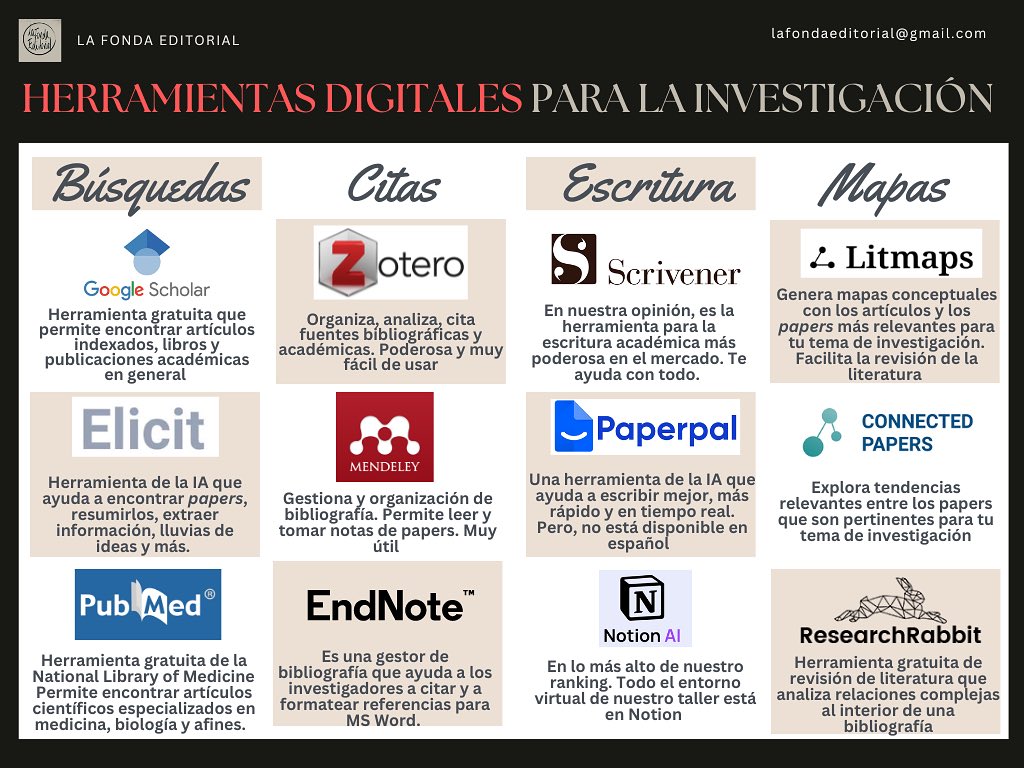 La Fonda Editorial
LA FONDA EDITORIAL
lafondaeditorial@gmail.com
HERRAMIENTAS DIGITALES PARA LA INVESTIGACIÓN
Búsquedas
Google Scholar
Herramienta gratuita que
permite encontrar artículos
indexados, libros y
publicaciones académicas
en general
Elicit
Herramienta de la IA que
ayuda a encontrar papers,
resumirlos, extraer
información, lluvias de
ideas y más.
PubMed®
Herramienta gratuita de la
National Library of Medicine
Permite encontrar artículos
científicos especializados en
medicina, biología y afines.
Citas
Zotero
Organiza, analiza, cita
fuentes bibliográficas y
académicas. Poderosa y muy
fácil de usar
MENDELEY
Gestiona y organización de
bibliografía. Permite leer y
tomar notas de papers. Muy
útil
EndNote™
Es una gestor de
bibliografía que ayuda a los
investigadores a citar y a
formatear referencias para
MS Word.
Escritura
S
Scrivener
En nuestra opinión, es la
herramienta para la
escritura académica más
poderosa en el mercado. Te
ayuda con todo.
Paperpal
Una herramienta de la IA que
ayuda a escribir mejor, más
rápido y en tiempo real.
Pero, no está disponible en
español
N
Notion AI
En lo más alto de nuestro
ranking. Todo el entorno
virtual de nuestro taller está
en Notion
Mapas
Litmaps
Genera mapas conceptuales
con los artículos y los
papers más relevantes para
tu tema de investigación.
Facilita la revisión de la
literatura
CONNECTED
PAPERS
Explora tendencias
relevantes entre los papers
que son pertinentes para tu
tema de investigación
ResearchRabbit
Herramienta gratuita de
revisión de literatura que
analiza relaciones complejas
al interior de una
bibliografía